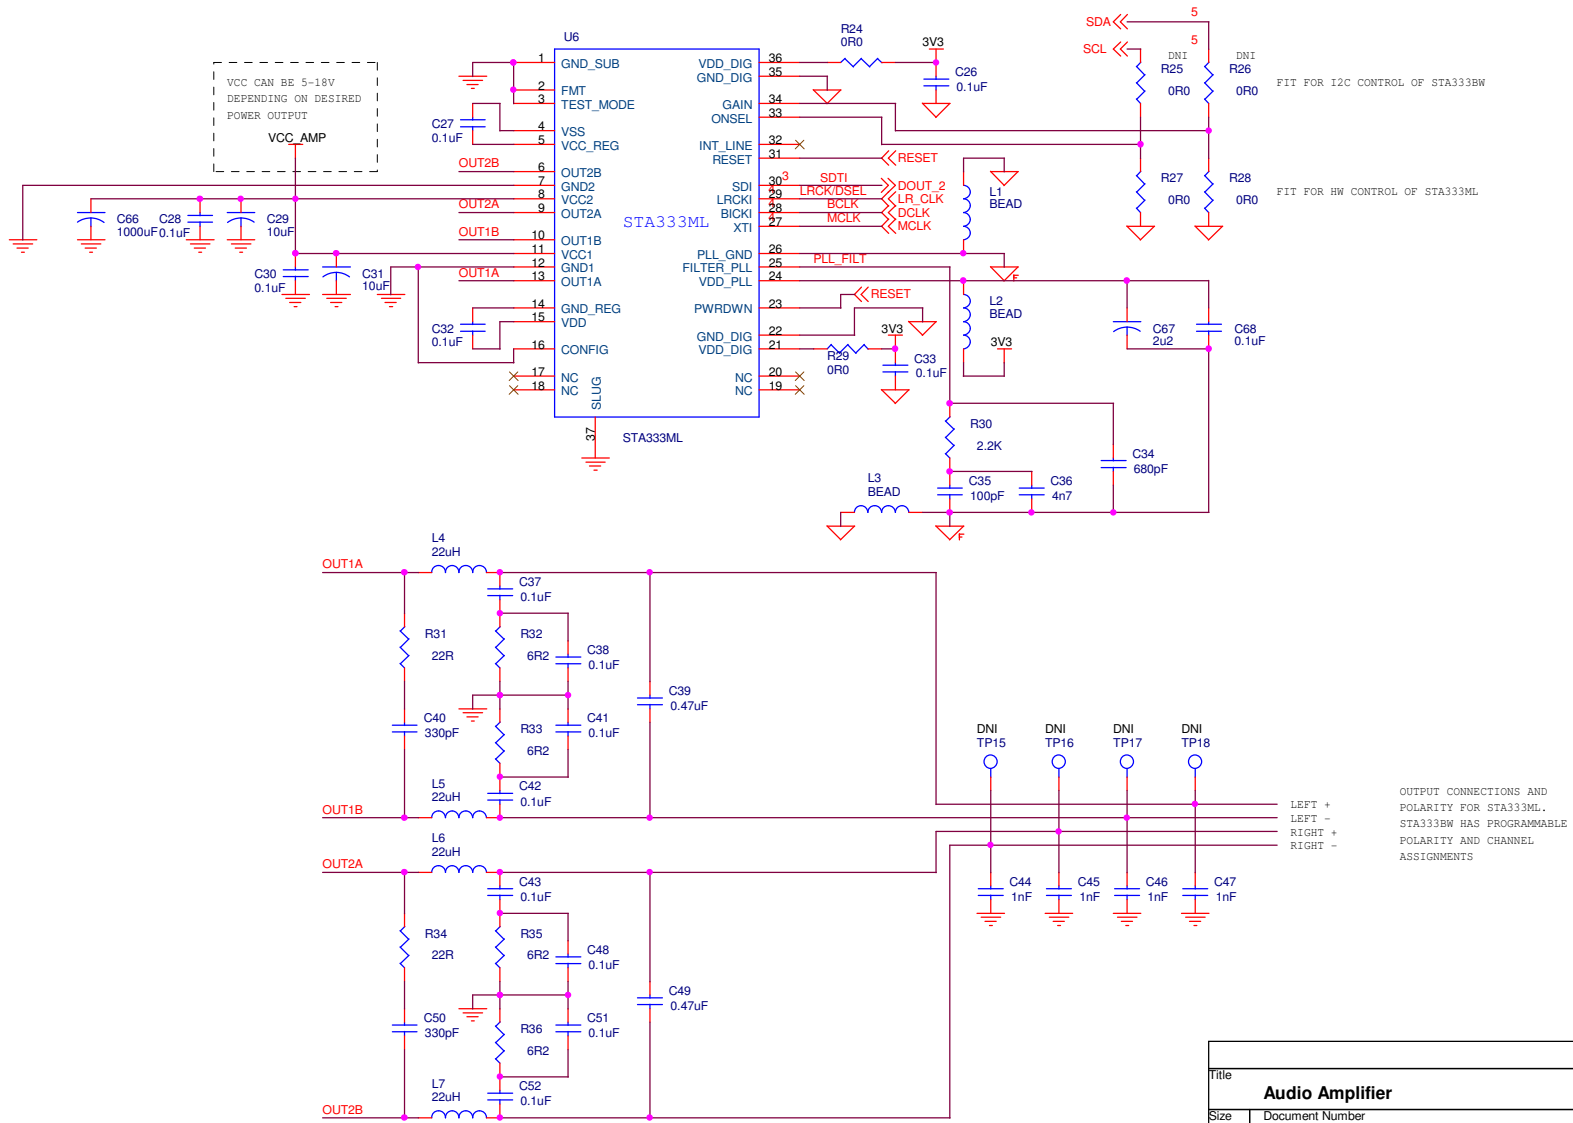 VCC CAN BE 5-18V
DEPENDING ON DESIRED
POWER OUTPUT
VCC_AMP
U6
STA333ML
STA333ML
1 GND_SUB
2 FMT
3 TEST_MODE
4 VSS
5 VCC_REG
6 OUT2B
7 GND2
8 VCC2
9 OUT2A
10 OUT1B
11 VCC1
12 GND1
13 OUT1A
14 GND_REG
15 VDD
16 CONFIG
17 NC
18 NC
SLUG
37
VDD_DIG 36
GND_DIG 35
GAIN 34
ONSEL 33
INT_LINE 32
RESET 31
SDI 30
LRCKI 29
BICKI 28
XTI 27
PLL_GND 26
FILTER_PLL 25
VDD_PLL 24
PWRDWN 23
GND_DIG 22
VDD_DIG 21
NC 20
NC 19
OUT2B
OUT2A
OUT1B
OUT1A
C27
0.1uF
C66
1000uF
C28
0.1uF
C29
10uF
C30
0.1uF
C31
10uF
C32
0.1uF
R24
0R0
3V3
C26
0.1uF
SDA
5
SCL
5
DNI
R25
0R0
DNI
R26
0R0
FIT FOR I2C CONTROL OF STA333BW
R27
0R0
R28
0R0
FIT FOR HW CONTROL OF STA333ML
RESET
3
SDTI
DOUT_2
LRCK/DSEL
LR_CLK
BCLK
DCLK
MCLK
MCLK
PLL_FILT
L1
BEAD
F
RESET
L2
BEAD
3V3
3V3
R29
0R0
C33
0.1uF
C67
2u2
C68
0.1uF
R30
2.2K
C34
680pF
C35
100pF
C36
4n7
L3
BEAD
F
OUT1A
L4
22uH
C37
0.1uF
R31
22R
R32
6R2
C38
0.1uF
C39
0.47uF
C40
330pF
R33
6R2
C41
0.1uF
L5
22uH
C42
0.1uF
OUT1B
L6
22uH
OUT2A
C43
0.1uF
R34
22R
R35
6R2
C48
0.1uF
C49
0.47uF
C50
330pF
R36
6R2
C51
0.1uF
L7
22uH
C52
0.1uF
OUT2B
DNI
TP15
DNI
TP16
DNI
TP17
DNI
TP18
LEFT +
LEFT -
RIGHT +
RIGHT -
C44
1nF
C45
1nF
C46
1nF
C47
1nF
OUTPUT CONNECTIONS AND
POLARITY FOR STA333ML.
STA333BW HAS PROGRAMMABLE
POLARITY AND CHANNEL
ASSIGNMENTS
Title
Audio Amplifier
Size
Document Number